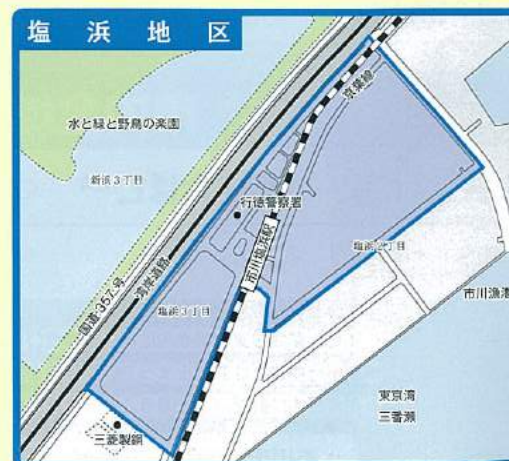 塩浜地区
京葉線
水と緑と野鳥の楽園
新浜3丁目
行徳警察署
市川塩浜駅
塩浜2丁目
国道357号
湾岸道路
塩浜3丁目
市川漁港
東京湾
三番瀬
三菱製鋼